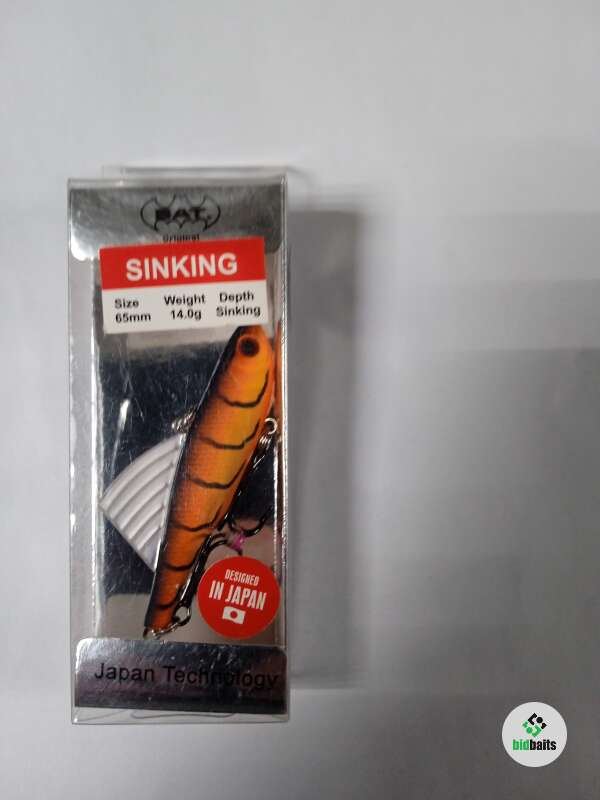 BAT
Original
SINKING
Size Weight Depth
65mm 14.0g Sinking
DESIGNED
IN JAPAN
Japan Technology
bidbaits